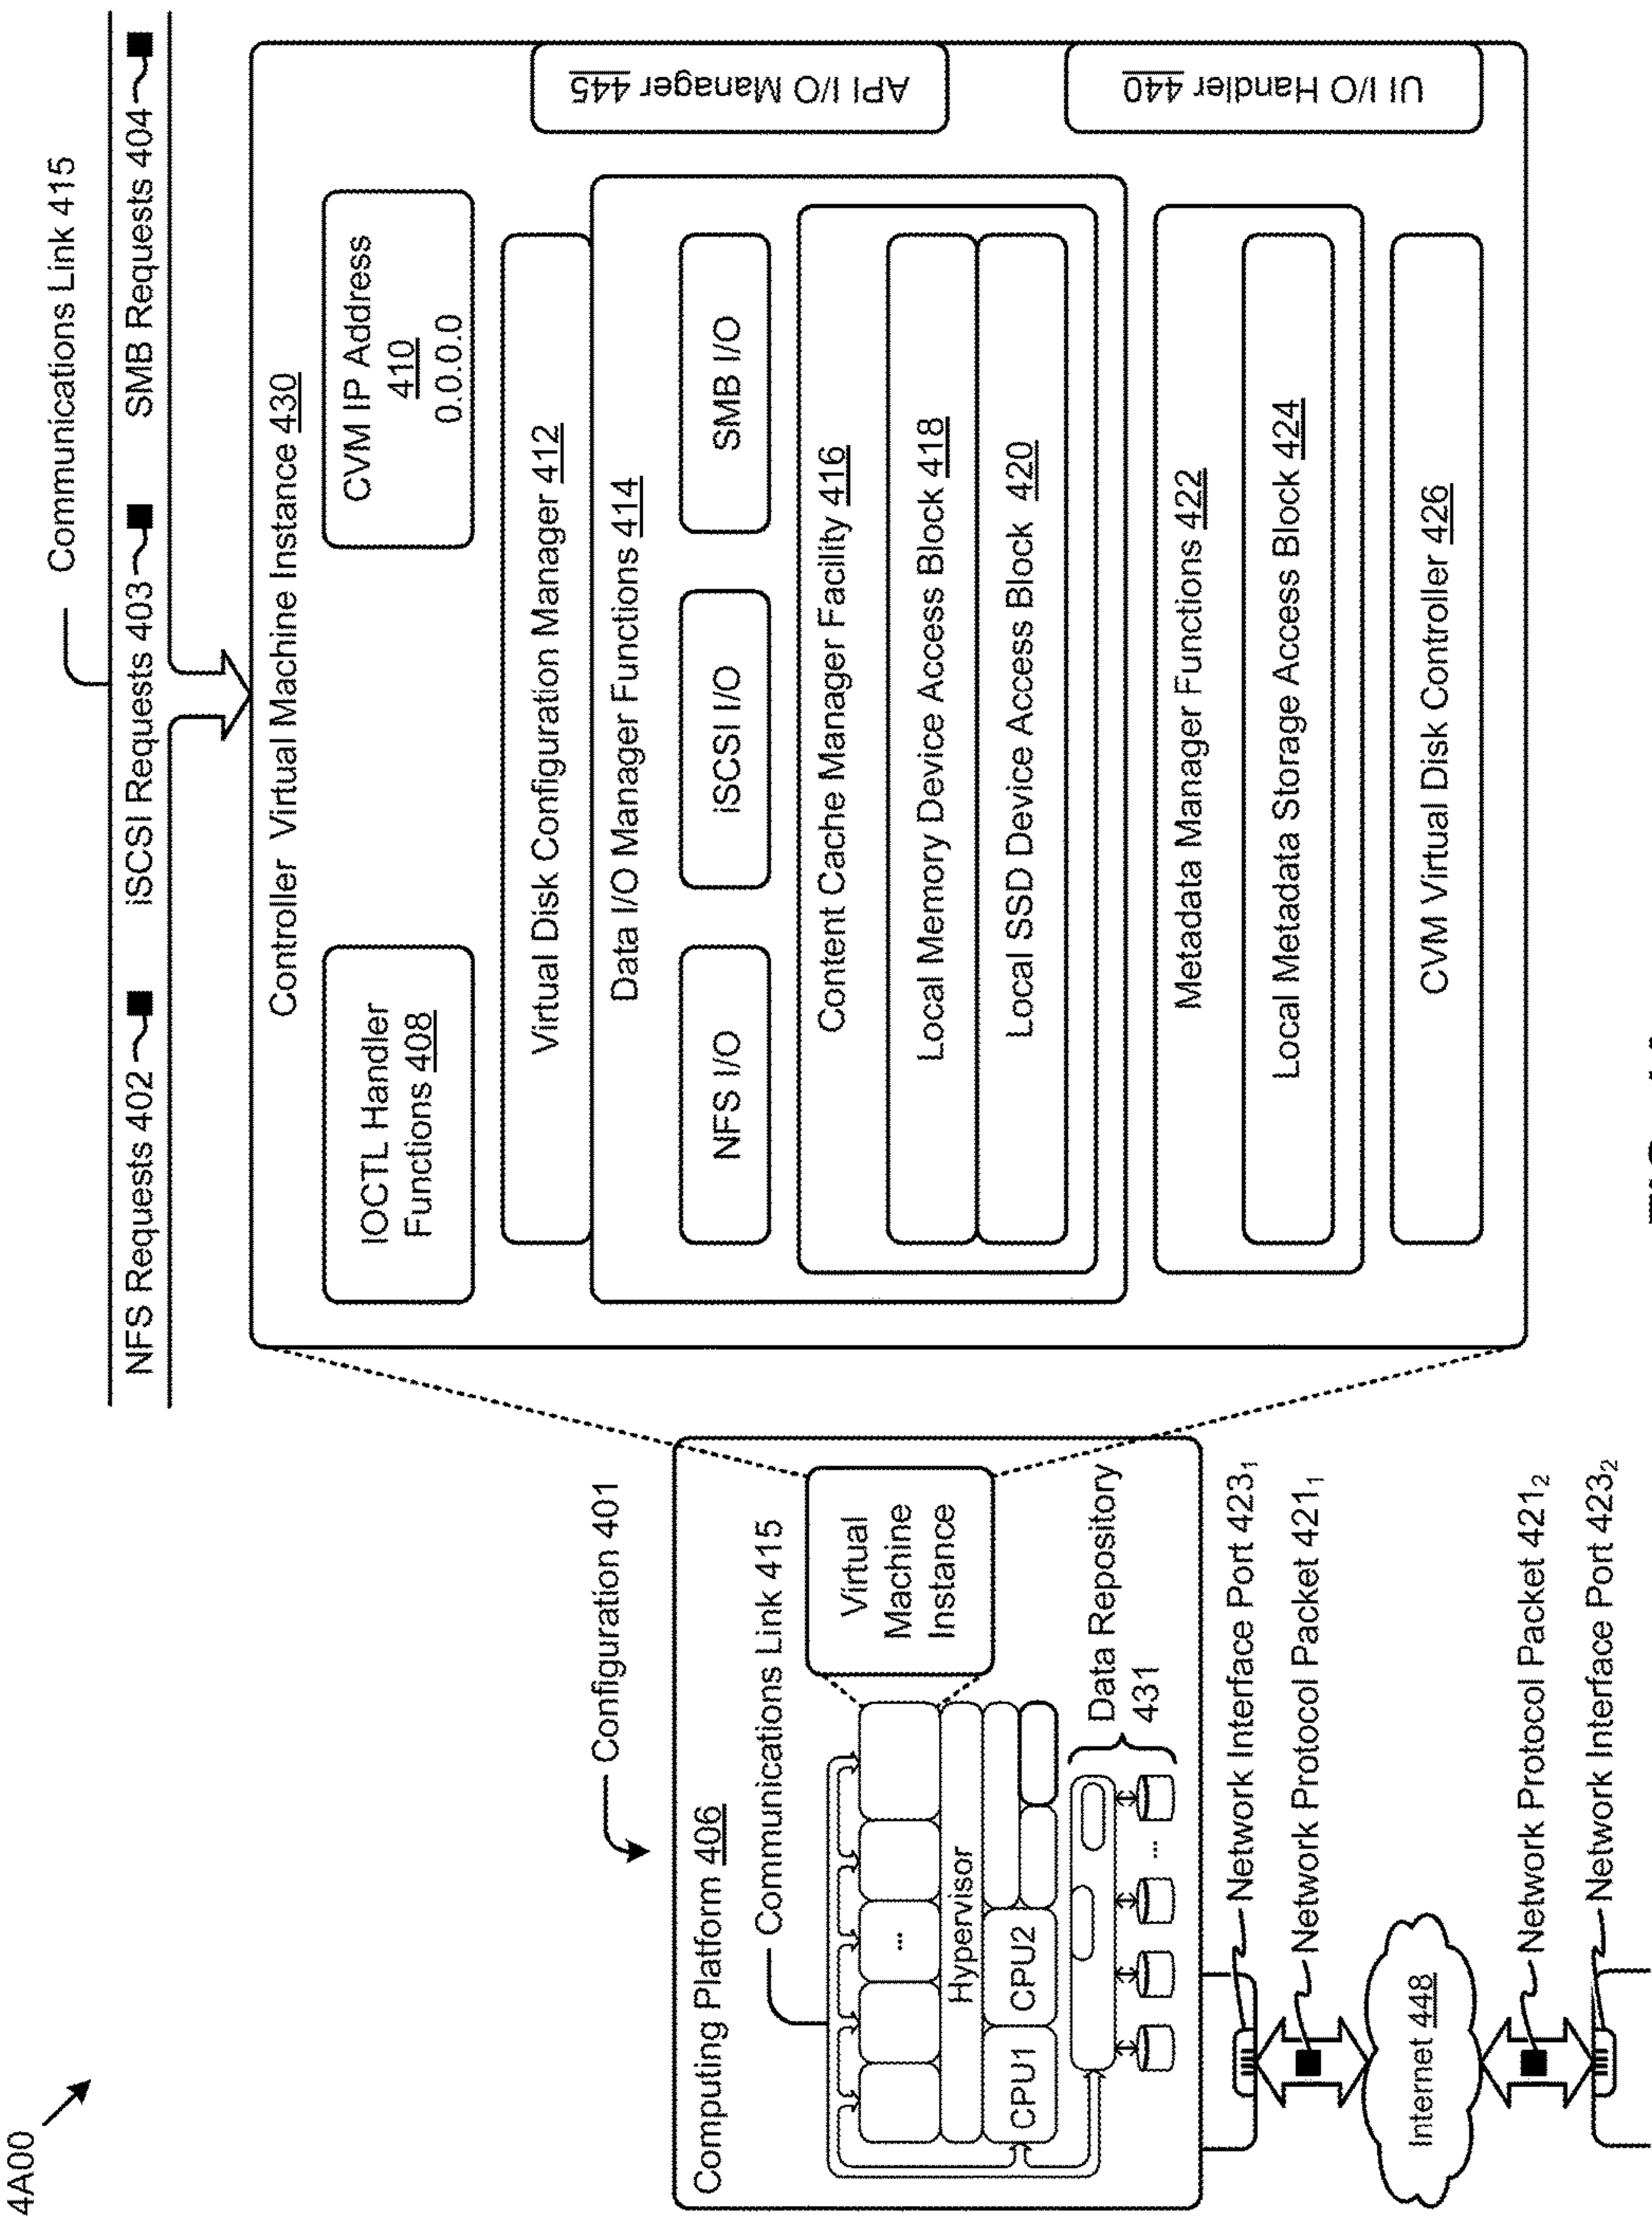 4A00
Communications Link 415
NFS Requests 402
iSCSI Requests 403
SMB Requests 404
Controller Virtual Machine Instance 430
IOCTL Handler
Functions 408
CVM IP Address
410
0.0.0.0
Virtual Disk Configuration Manager 412
Data I/O Manager Functions 414
NFS I/O
iSCSI I/O
SMB I/O
Content Cache Manager Facility 416
Local Memory Device Access Block 418
Local SSD Device Access Block 420
Metadata Manager Functions 422
Local Metadata Storage Access Block 424
CVM Virtual Disk Controller 426
API I/O Manager 445
UI I/O Handler 440
Configuration 401
Computing Platform 406
Communications Link 415
Virtual
Machine
Instance
...
Hypervisor
CPU1
CPU2
Data Repository
431
...
Network Interface Port 423₁
Network Protocol Packet 421₁
Internet 448
Network Protocol Packet 421₂
Network Interface Port 423₂